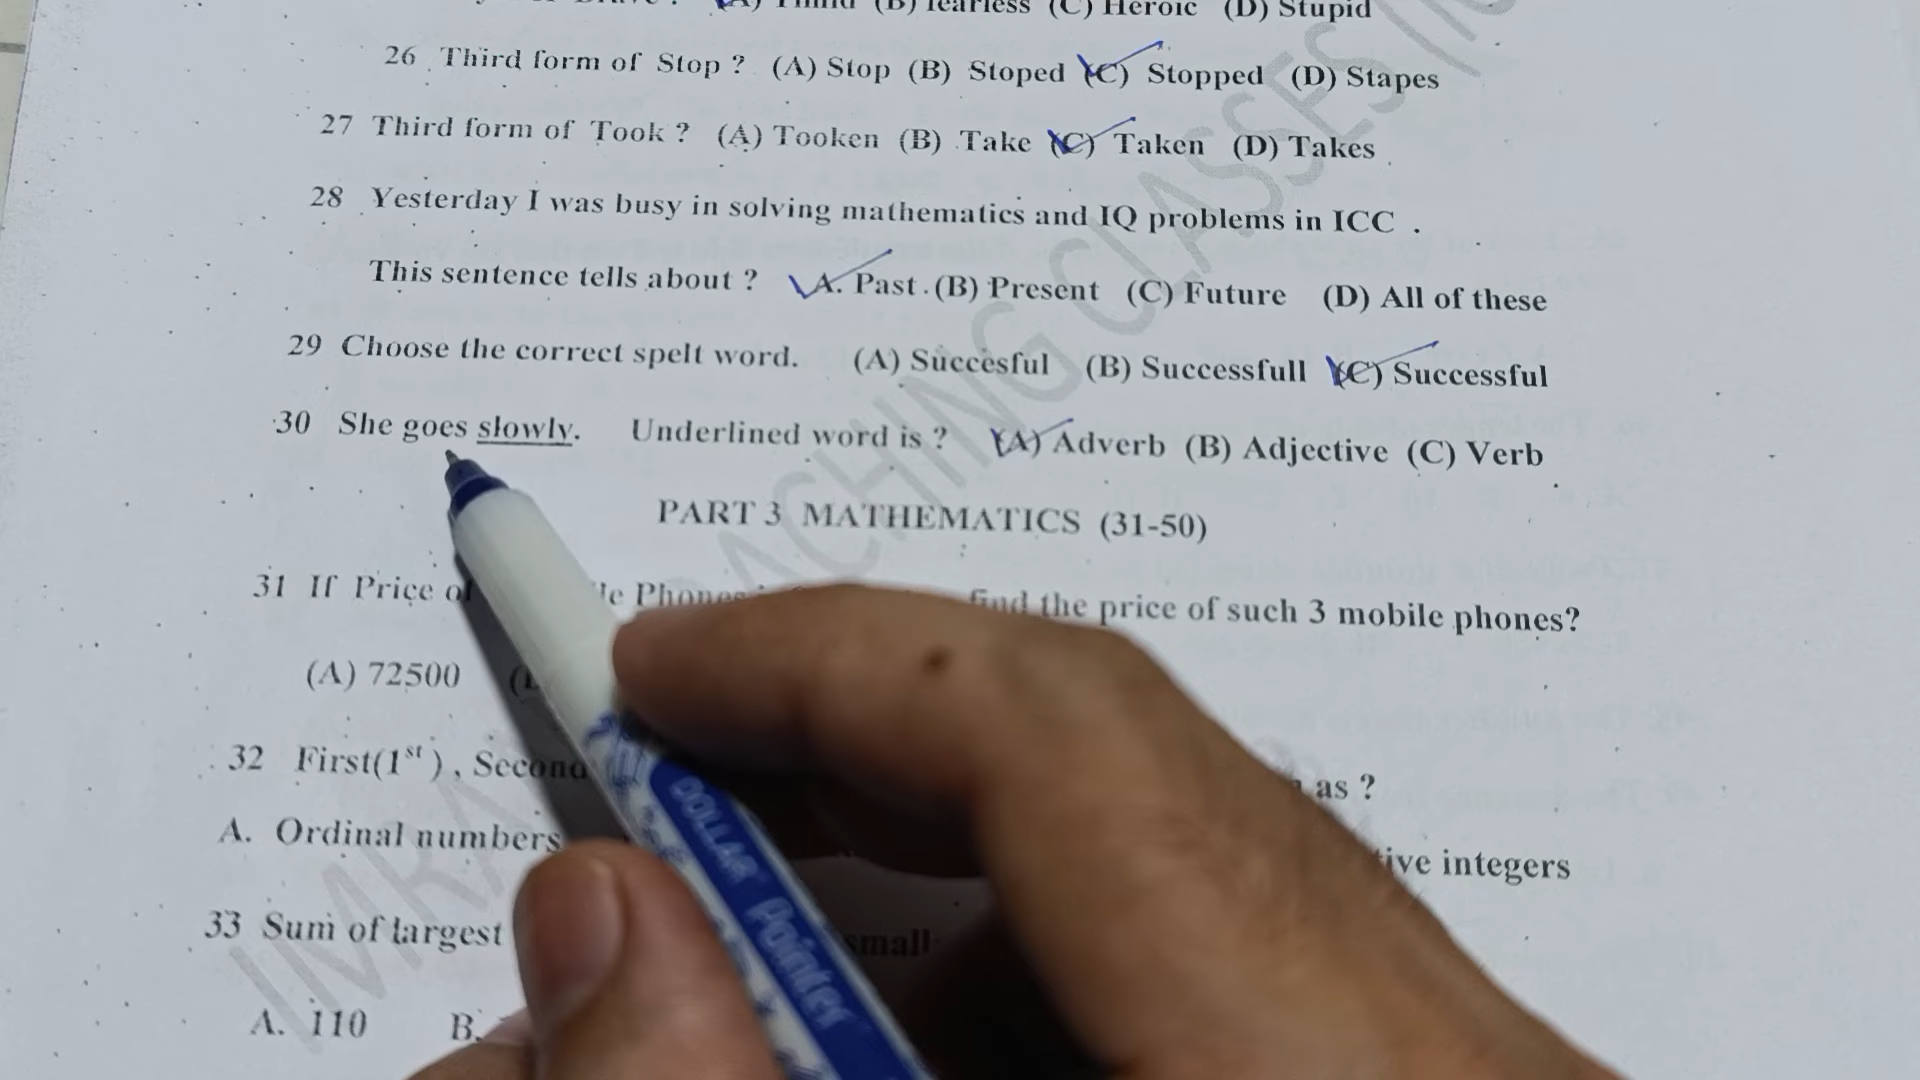 (B) fearless (C) Heroic (D) Stupid
26 Third form of Stop ? (A) Stop (B) Stoped (C) Stopped (D) Stapes
27 Third form of Took ? (A) Tooken (B) Take (C) Taken (D) Takes
28 Yesterday I was busy in solving mathematics and IQ problems in ICC .
This sentence tells about ? A. Past (B) Present (C) Future (D) All of these
29 Choose the correct spelt word. (A) Succesful (B) Successfull (C) Successful
30 She goes slowly. Underlined word is ? (A) Adverb (B) Adjective (C) Verb
PART 3 MATHEMATICS (31-50)
31 If Price of Phones find the price of such 3 mobile phones?
(A) 72500
32 First(1st) , Second as ?
A. Ordinal numbers integers
33 Sum of largest small
A. 110 B.
DOLLAR Pointer